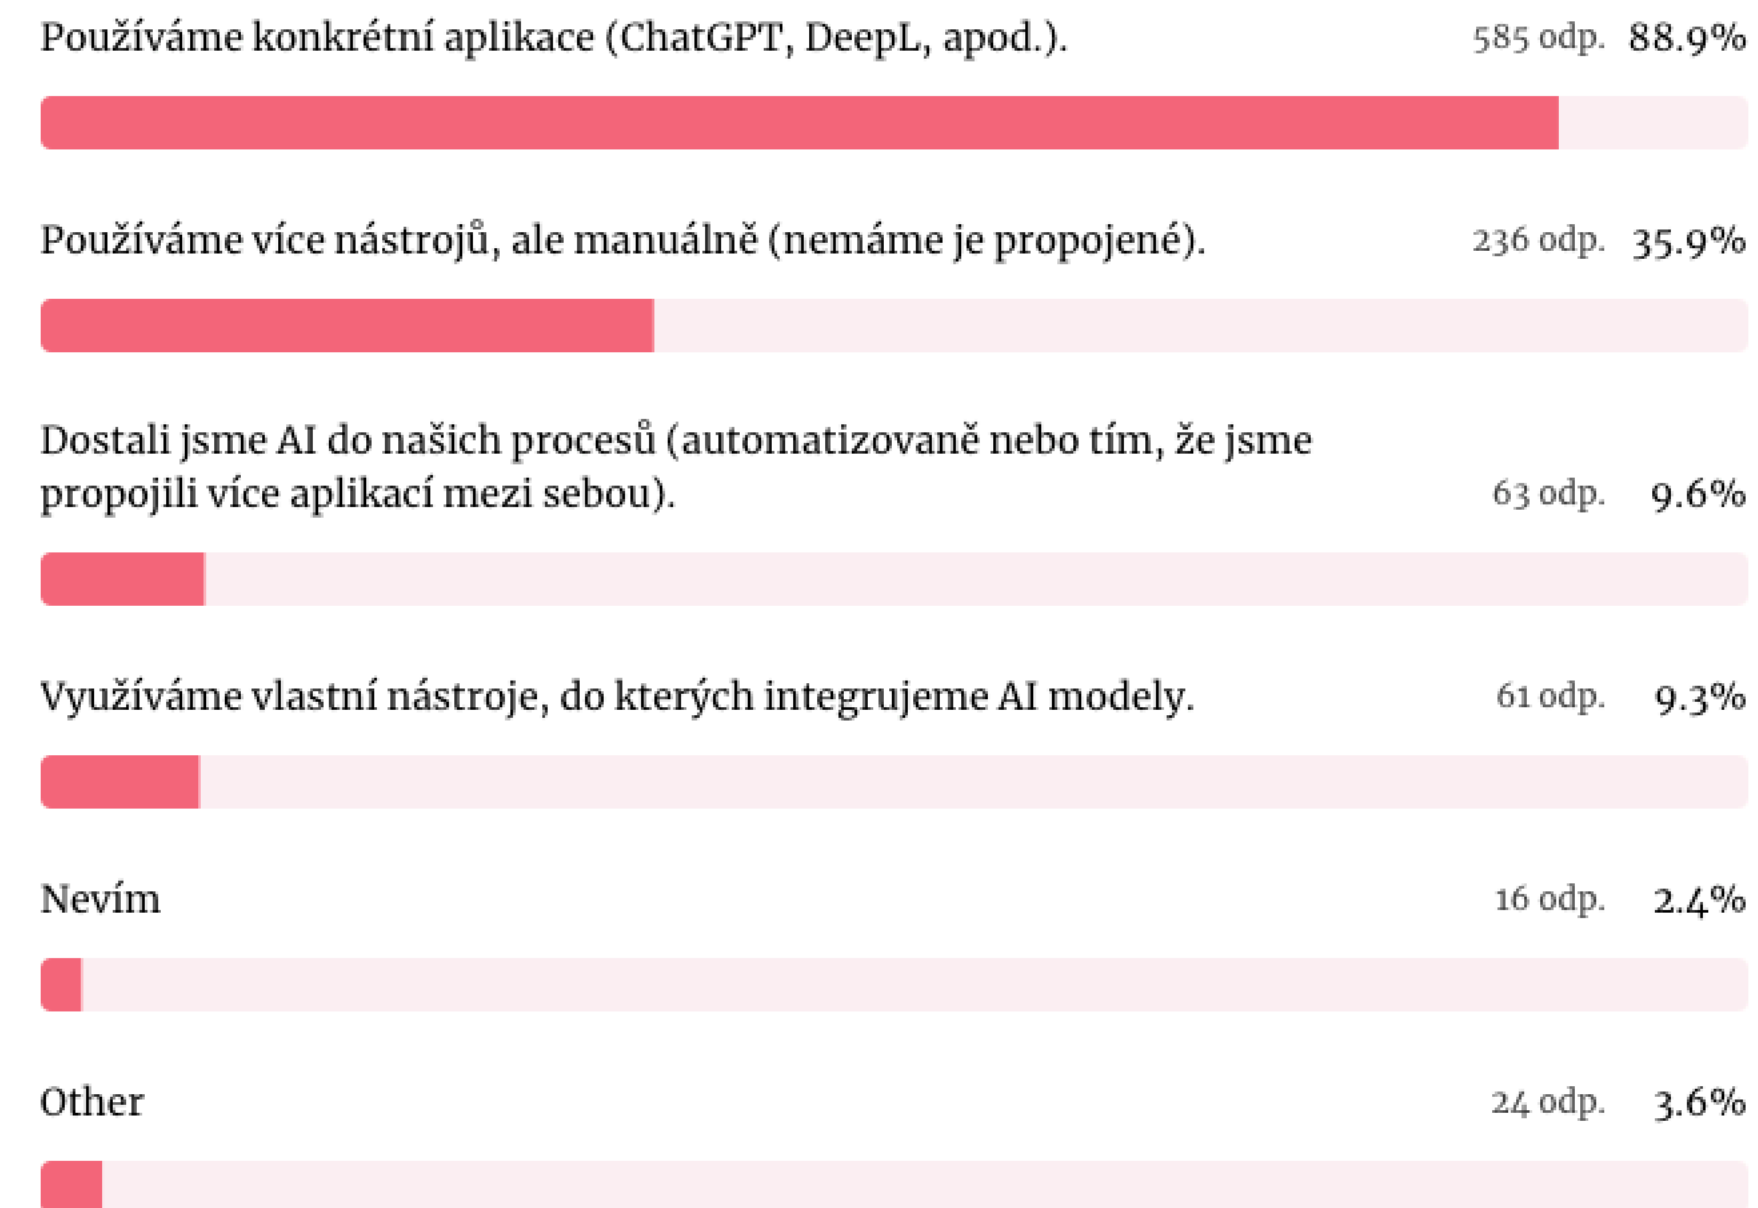 Používáme konkrétní aplikace (ChatGPT, DeepL, apod.). 585 odp. 88.9%
Používáme více nástrojů, ale manuálně (nemáme je propojené). 236 odp. 35.9%
Dostali jsme AI do našich procesů (automatizovaně nebo tím, že jsme
propojili více aplikací mezi sebou). 63 odp. 9.6%
Využíváme vlastní nástroje, do kterých integrujeme AI modely. 61 odp. 9.3%
Nevím 16 odp. 2.4%
Other 24 odp. 3.6%